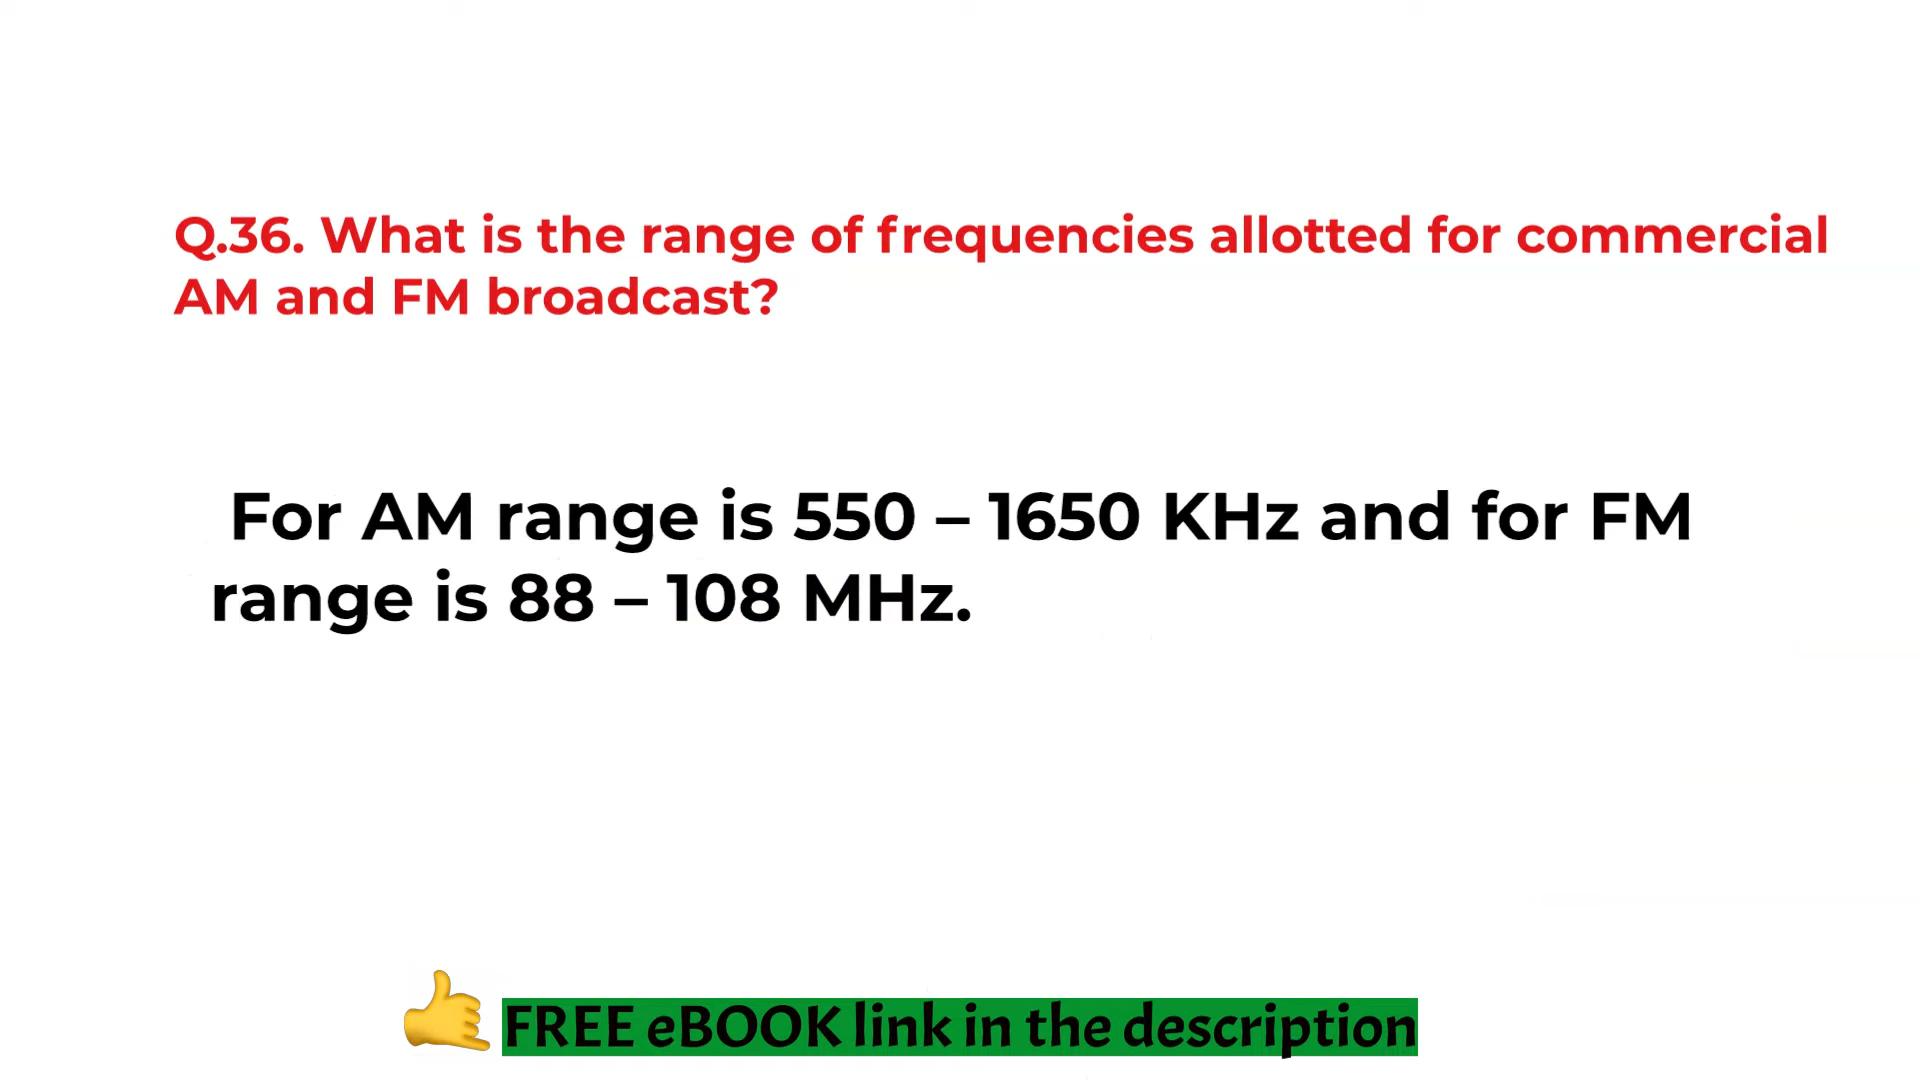 Q.36. What is the range of frequencies allotted for commercial
AM and FM broadcast?
For AM range is 550 – 1650 KHz and for FM
range is 88 – 108 MHz.
FREE eBOOK link in the description